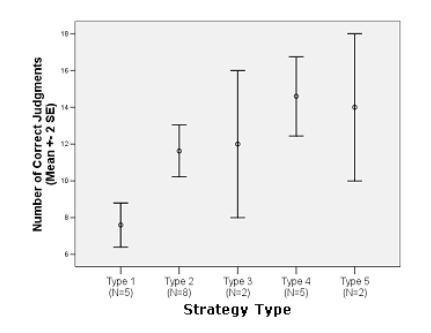 Number of Correct Judgments
(Mean +- 2 SE)
18
16
14
12
10
8
6
Type 1
(N=5)
Type 2
(N=8)
Type 3
(N=2)
Type 4
(N=5)
Type 5
(N=2)
Strategy Type